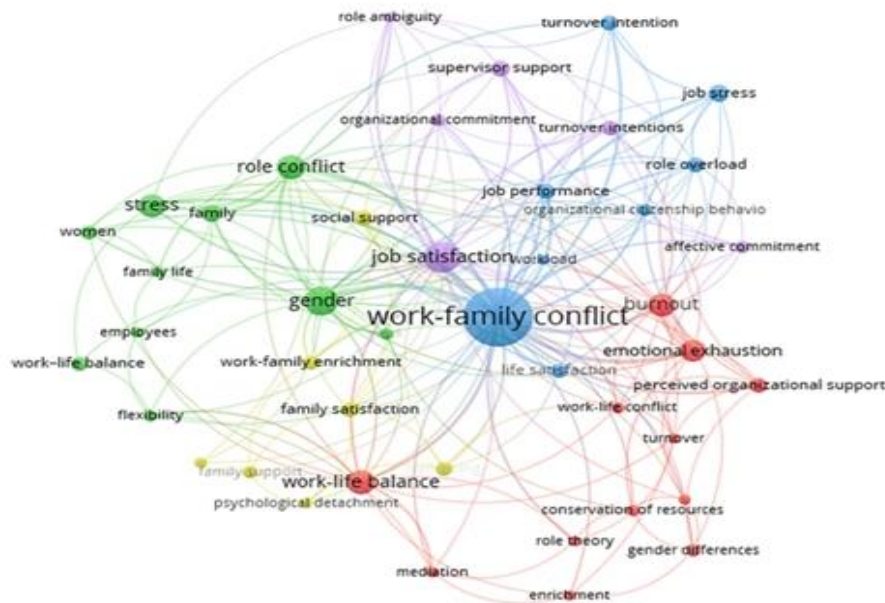 role ambiguity
turnover intention
supervisor support
job stress
organizational commitment
turnover intentions
role conflict
role overload
job performance
stress
family
social support
organizational citizenship behavio
women
job satisfaction
workload
affective commitment
family life
gender
work-family conflict
burnout
employees
emotional exhaustion
work–life balance
work-family enrichment
life satisfaction
perceived organizational support
family satisfaction
work-life conflict
flexibility
turnover
family support
work-life balance
psychological detachment
conservation of resources
role theory
gender differences
mediation
enrichment